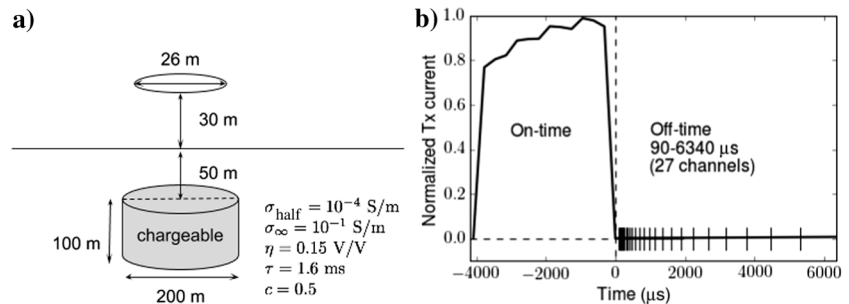 a)
26 m
30 m
50 m
100 m
chargeable
200 m
σ_half = 10⁻⁴ S/m
σ_∞ = 10⁻¹ S/m
η = 0.15 V/V
τ = 1.6 ms
c = 0.5
b)
Normalized Tx current
1.0
0.8
0.6
0.4
0.2
0.0
On-time
Off-time
90-6340 μs
(27 channels)
−4000 −2000 0 2000 4000 6000
Time (μs)